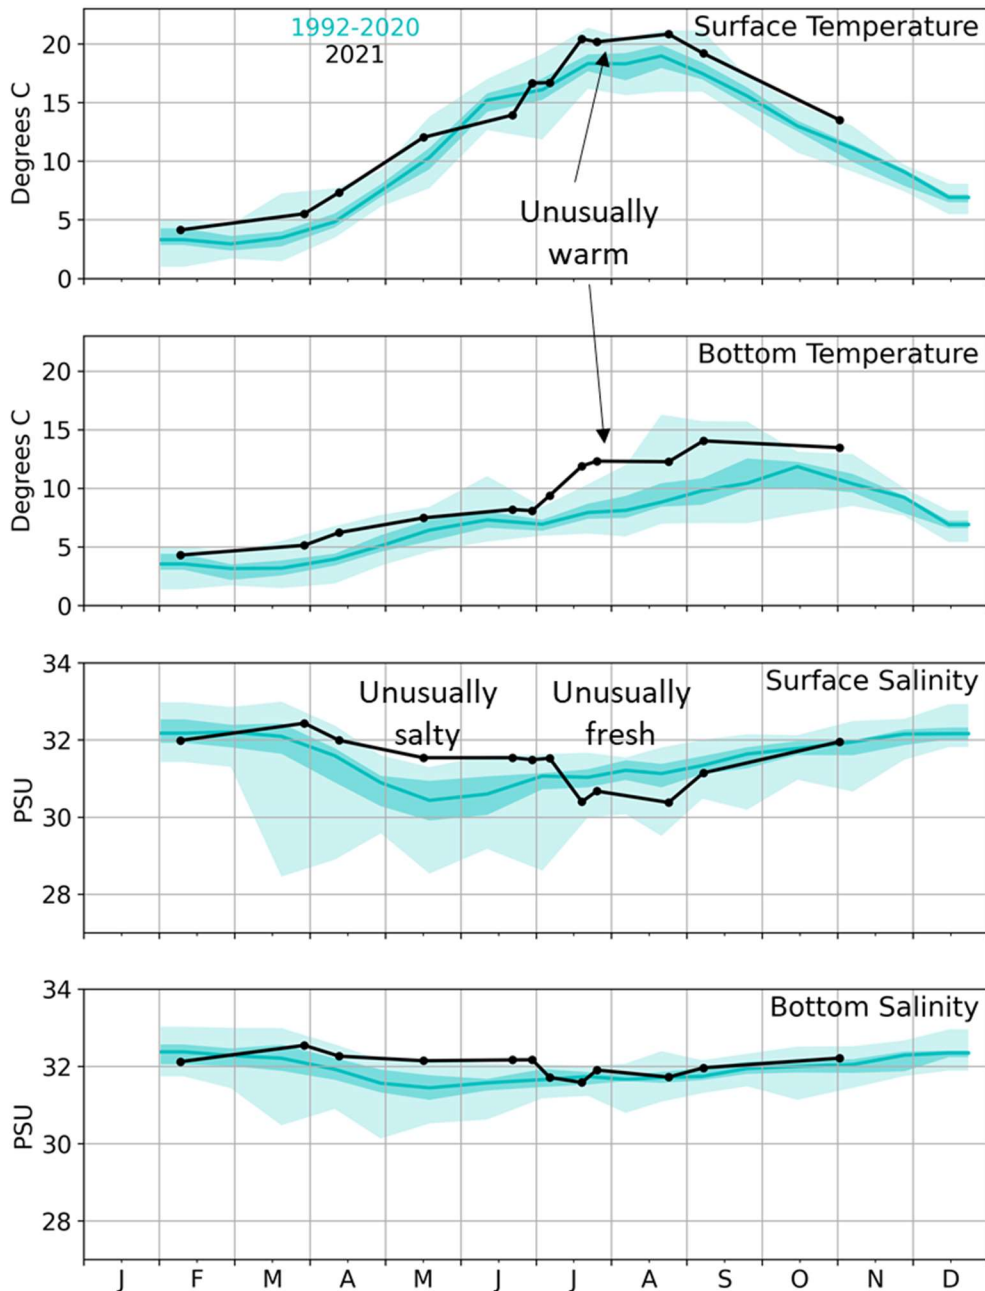 1992-2020
2021
Surface Temperature
Degrees C
20
15
10
5
0
Unusually
warm
Bottom Temperature
Degrees C
20
15
10
5
0
Surface Salinity
PSU
34
32
30
28
Unusually
salty
Unusually
fresh
Bottom Salinity
PSU
34
32
30
28
J F M A M J J A S O N D